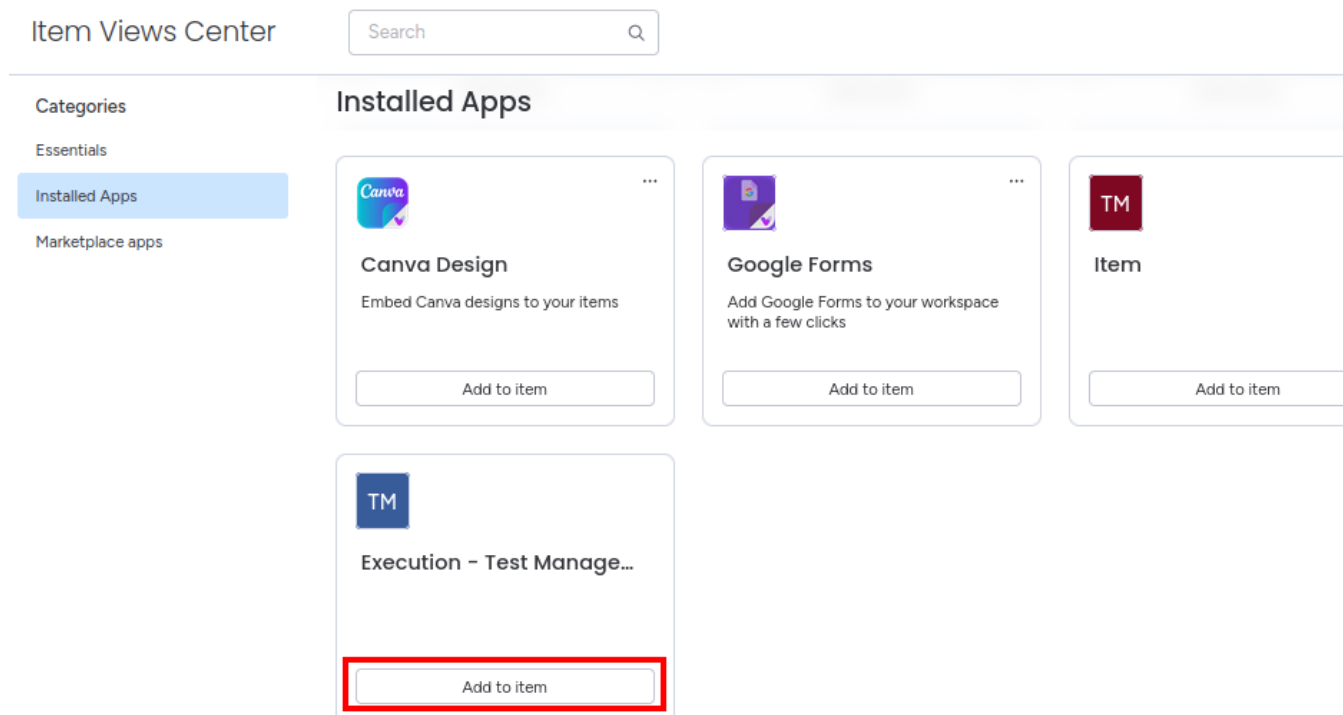 Item Views Center
Search
Categories
Essentials
Installed Apps
Marketplace apps
Installed Apps
Canva
Canva Design
Embed Canva designs to your items
Add to item
Google Forms
Add Google Forms to your workspace
with a few clicks
Add to item
TM
Item
Add to item
TM
Execution - Test Manage...
Add to item